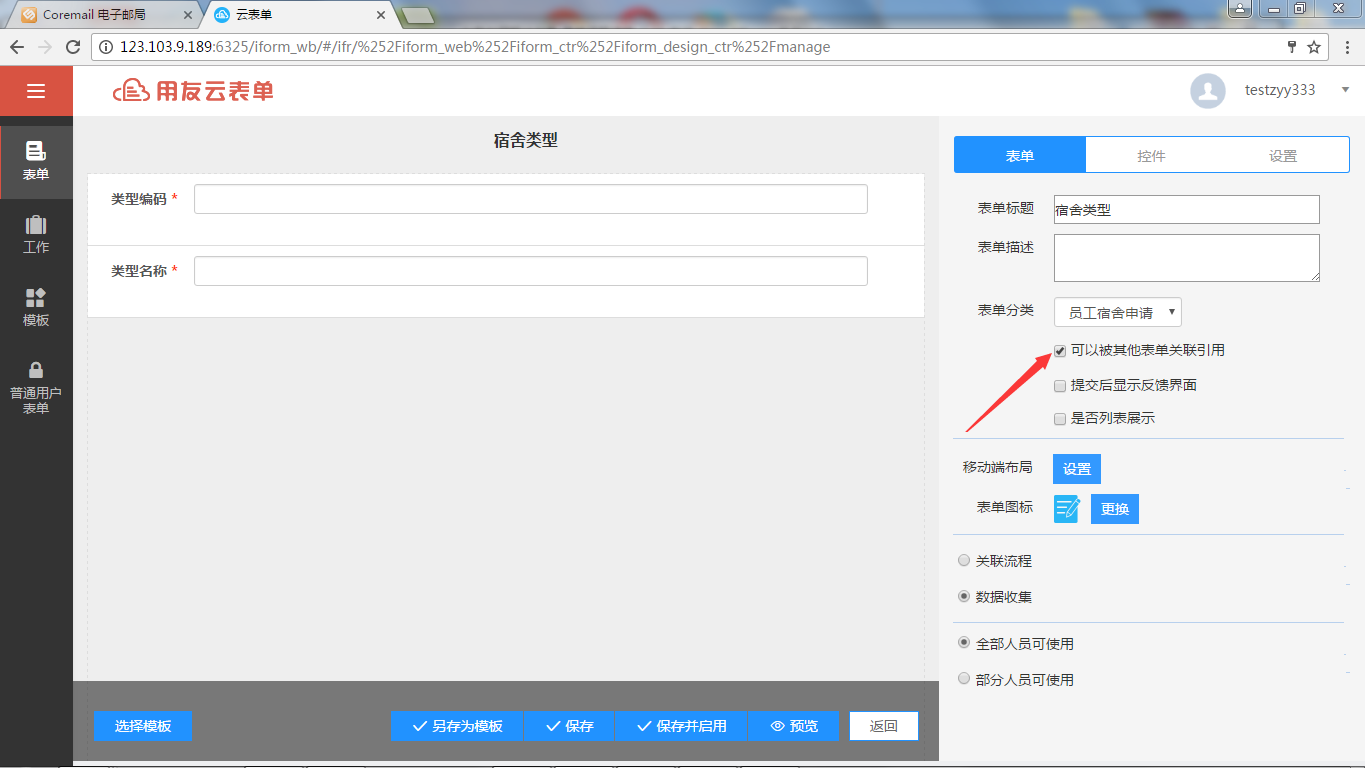 Coremail 电子邮局
云表单
123.103.9.189:6325/iform_wb/#/ifr/%252Fiform_web%252Fiform_ctr%252Fiform_design_ctr%252Fmanage
用友云表单
testzyy333
表单
工作
模板
普通用户
表单
宿舍类型
类型编码 *
类型名称 *
选择模板
另存为模板
保存
保存并启用
预览
返回
表单 控件 设置
表单标题 宿舍类型
表单描述
表单分类 员工宿舍申请
可以被其他表单关联引用
提交后显示反馈界面
是否列表展示
移动端布局 设置
表单图标 更换
关联流程
数据收集
全部人员可使用
部分人员可使用